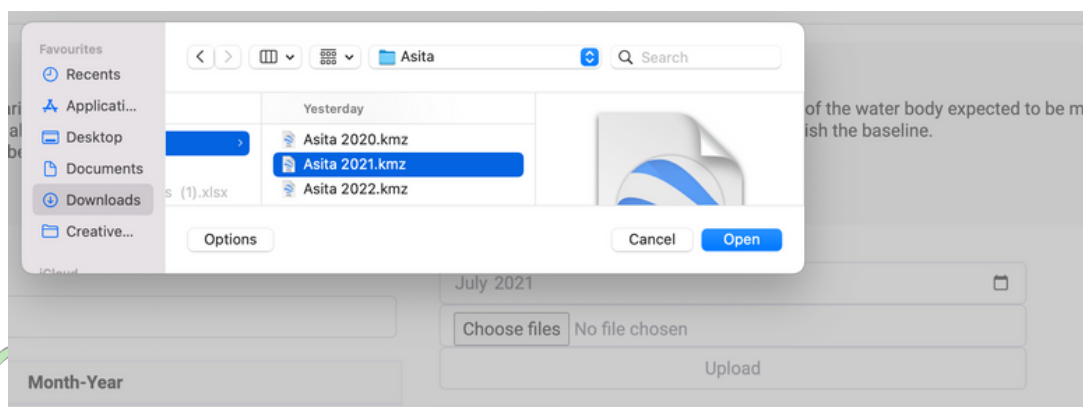 Favourites
Recents
Applicati...
Desktop
Documents
Downloads
Creative...
iCloud
Asita
Search
Yesterday
Asita 2020.kmz
Asita 2021.kmz
Asita 2022.kmz
s (1).xlsx
Options
Cancel
Open
of the water body expected to be m
ish the baseline.
July 2021
Choose files No file chosen
Upload
Month-Year